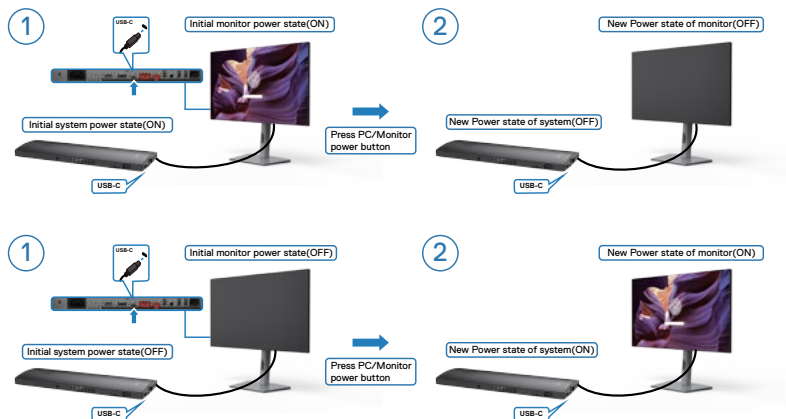 1
USB-C
Initial monitor power state(ON)
Initial system power state(ON)
USB-C
Press PC/Monitor
power button
2
New Power state of monitor(OFF)
New Power state of system(OFF)
USB-C
1
USB-C
Initial monitor power state(OFF)
Initial system power state(OFF)
USB-C
Press PC/Monitor
power button
2
New Power state of monitor(ON)
New Power state of system(ON)
USB-C